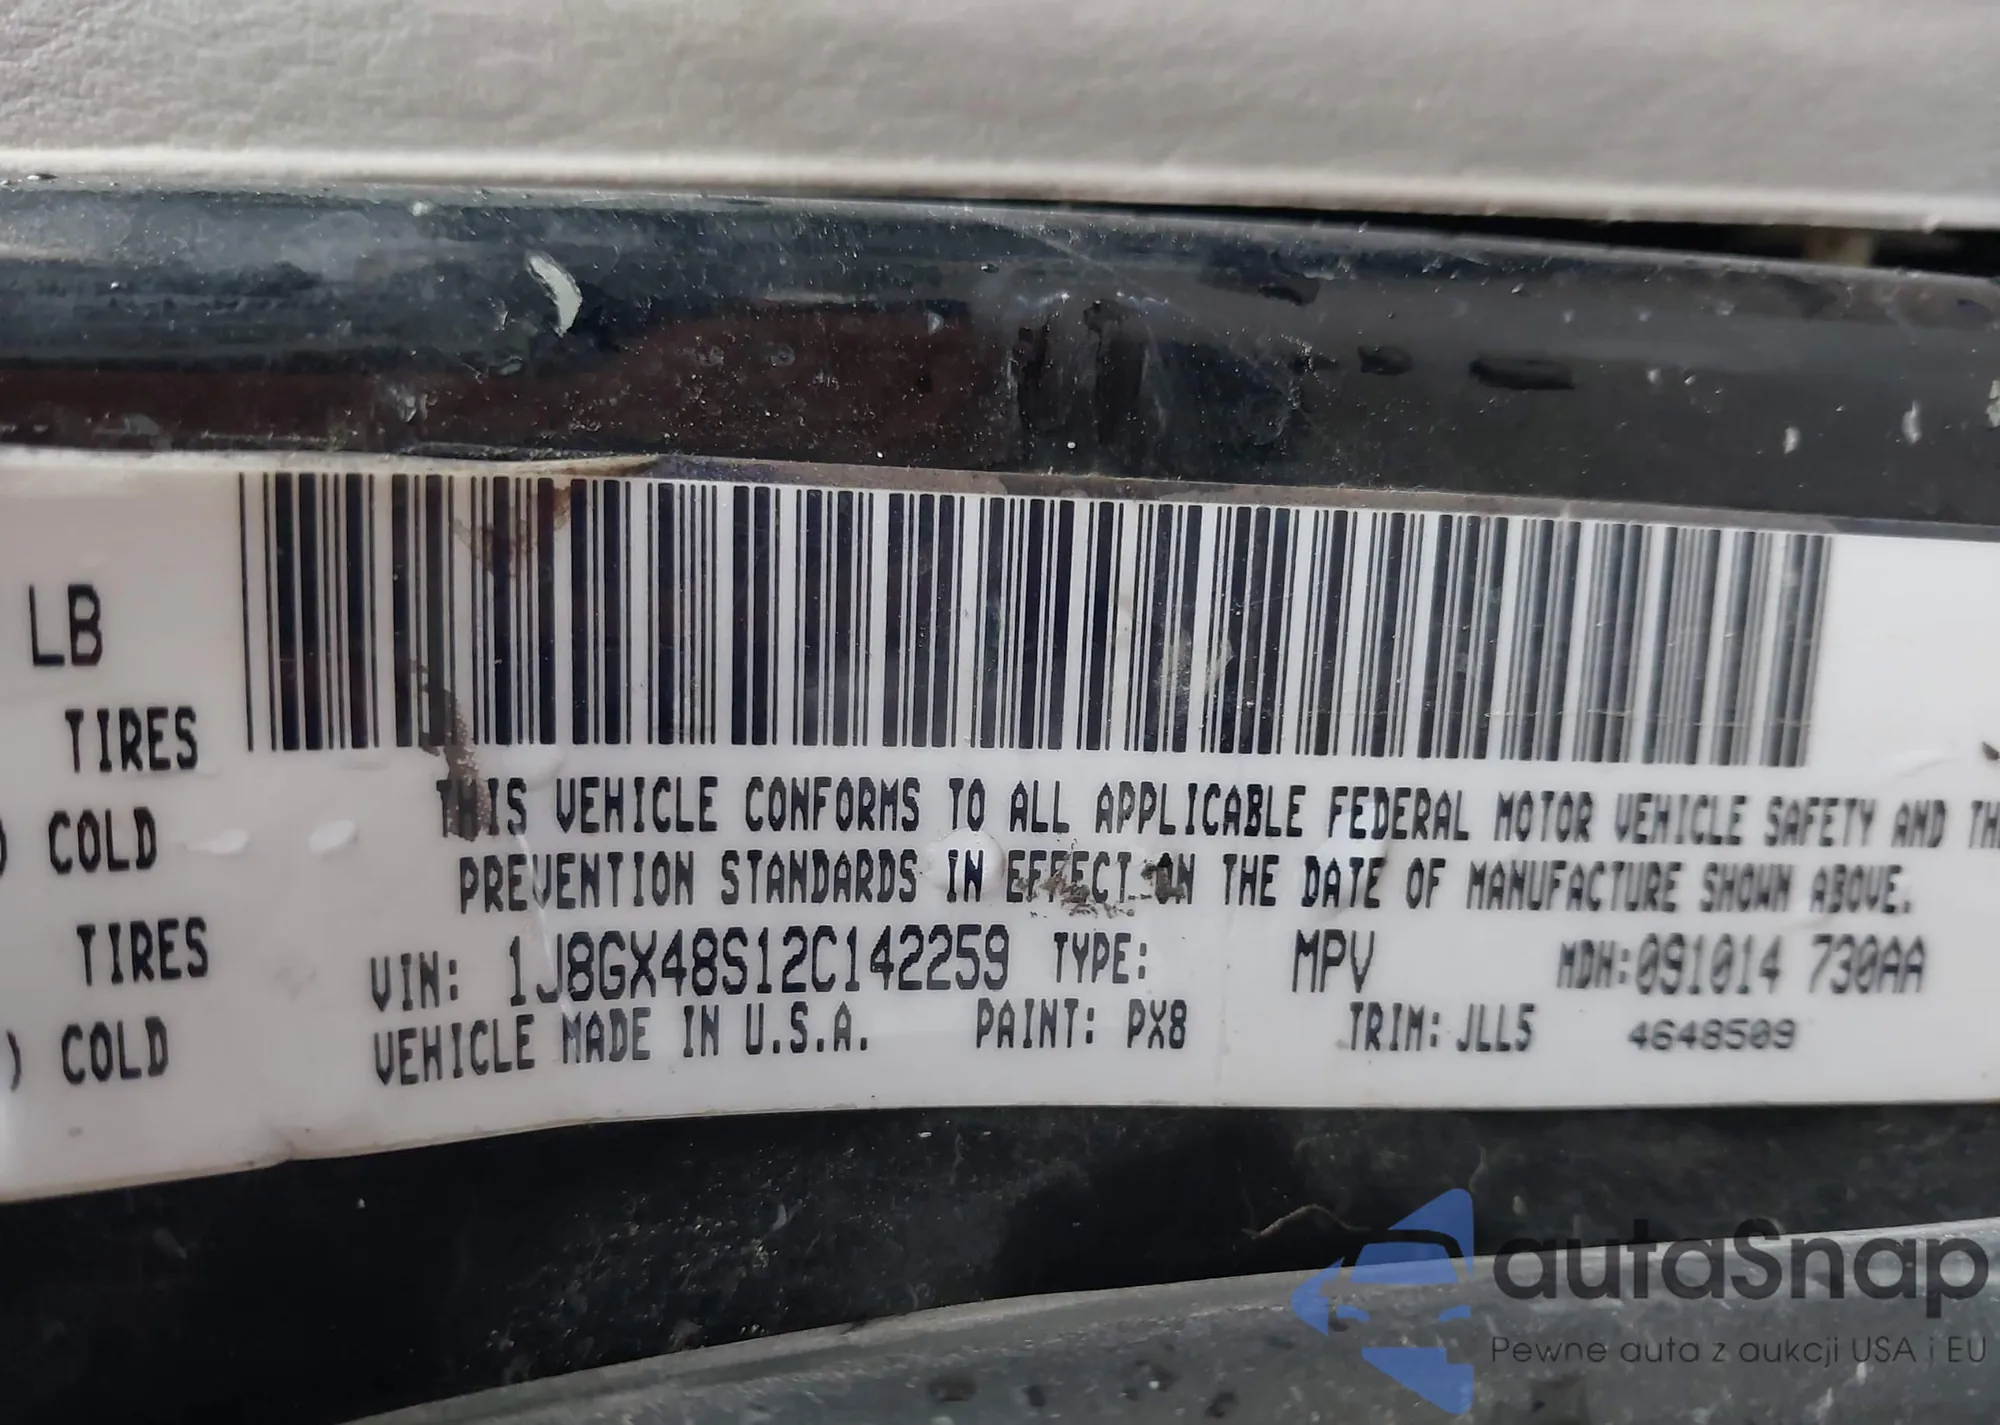 LB
TIRES
) COLD
TIRES
) COLD
THIS VEHICLE CONFORMS TO ALL APPLICABLE FEDERAL MOTOR VEHICLE SAFETY AND
PREVENTION STANDARDS IN EFFECT ON THE DATE OF MANUFACTURE SHOWN ABOVE.
VIN: 1J8GX48S12C142259 TYPE: MPV MDH:091014 730AA
VEHICLE MADE IN U.S.A. PAINT: PX8 TRIM: JLL5 4648509
autaSnap
Pewne auta z aukcji USA i EU